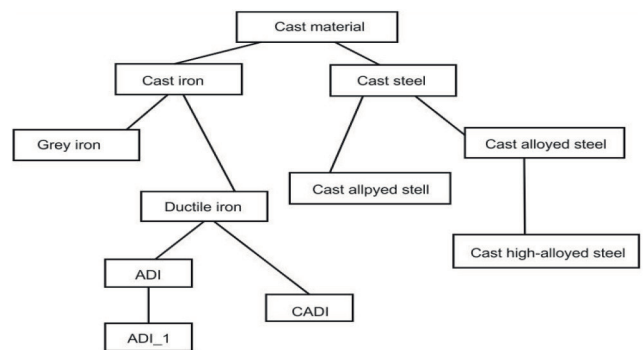 Cast material
Cast iron
Cast steel
Grey iron
Cast alloyed steel
Cast allpyed stell
Ductile iron
Cast high-alloyed steel
ADI
CADI
ADI_1